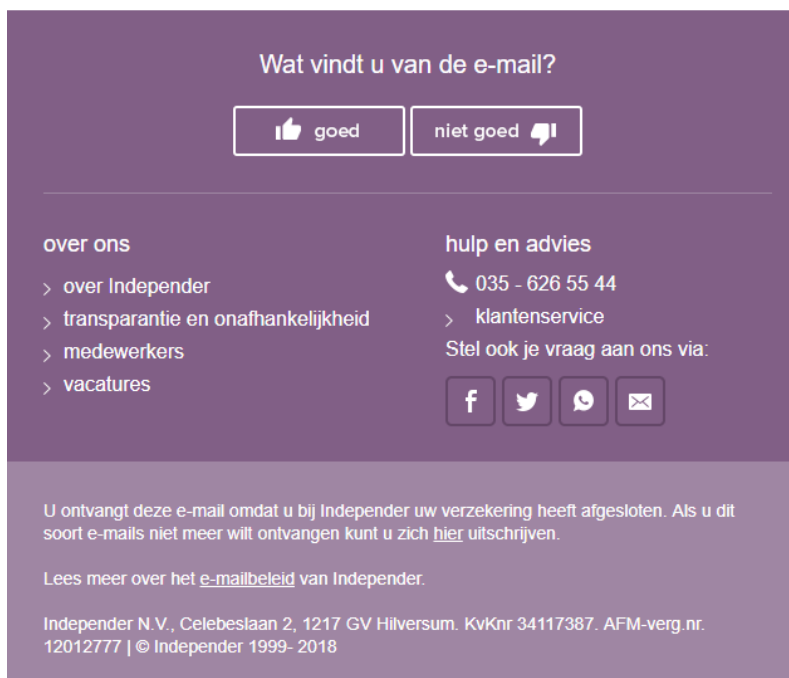 Wat vindt u van de e-mail?
goed
niet goed
over ons
over Independer
transparantie en onafhankelijkheid
medewerkers
vacatures
hulp en advies
035 - 626 55 44
klantenservice
Stel ook je vraag aan ons via:
U ontvangt deze e-mail omdat u bij Independer uw verzekering heeft afgesloten. Als u dit
soort e-mails niet meer wilt ontvangen kunt u zich hier uitschrijven.
Lees meer over het e-mailbeleid van Independer.
Independer N.V., Celebeslaan 2, 1217 GV Hilversum. KvKnr 34117387. AFM-verg.nr.
12012777 | © Independer 1999- 2018